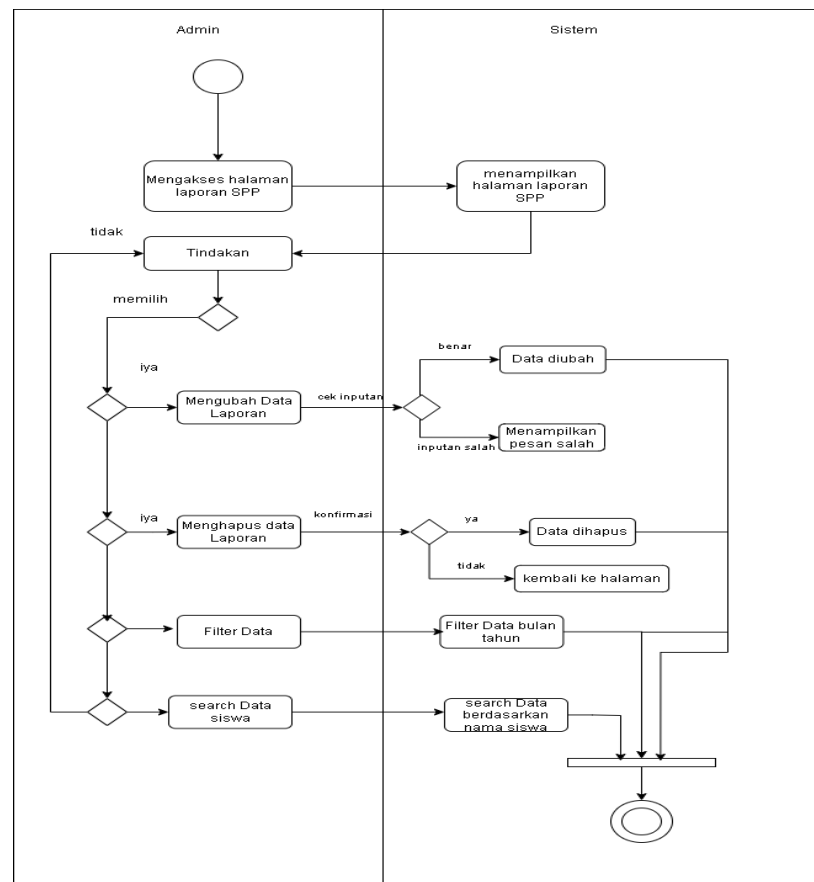 Admin
Sistem
Mengakses halaman
laporan SPP
menampilkan
halaman laporan
SPP
tidak
Tindakan
memilih
iya
Mengubah Data
Laporan
cek inputan
benar
Data diubah
inputan salah
Menampilkan
pesan salah
iya
Menghapus data
Laporan
konfirmasi
ya
Data dihapus
tidak
kembali ke halaman
Filter Data
Filter Data bulan
tahun
search Data
siswa
search Data
berdasarkan
nama siswa